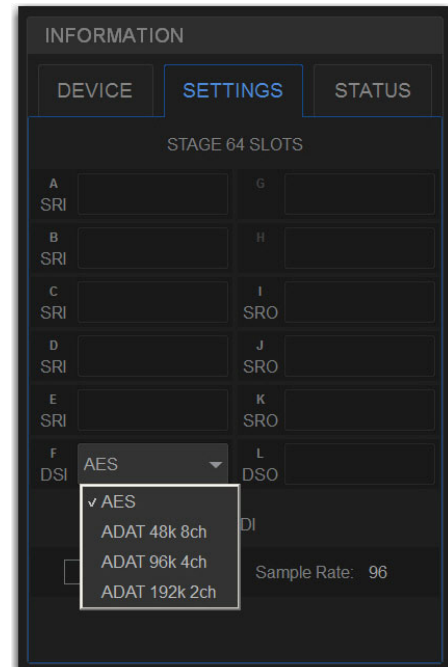 INFORMATION
DEVICE SETTINGS STATUS
STAGE 64 SLOTS
A G
SRI
B H
SRI
C I
SRI SRO
D J
SRI SRO
E K
SRI SRO
F AES L
DSI DSO
✓ AES
ADAT 48k 8ch DI
ADAT 96k 4ch Sample Rate: 96
ADAT 192k 2ch